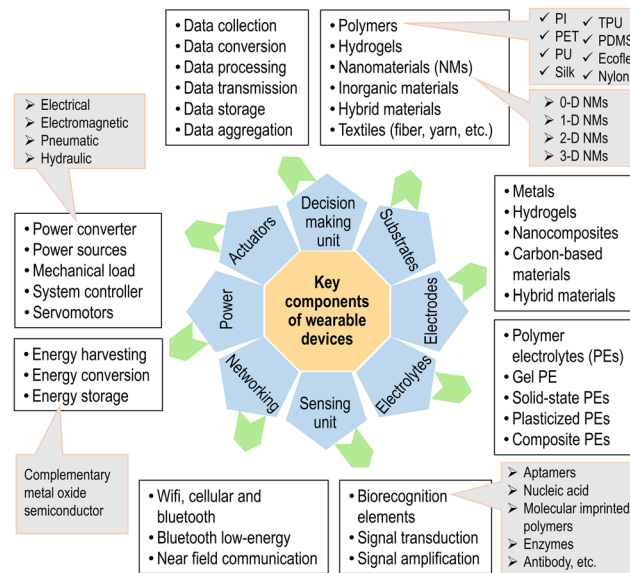 • Data collection
• Data conversion
• Data processing
• Data transmission
• Data storage
• Data aggregation
• Polymers
• Hydrogels
• Nanomaterials (NMs)
• Inorganic materials
• Hybrid materials
• Textiles (fiber, yarn, etc.)
✓ PI
✓ PET
✓ PU
✓ Silk
✓ TPU
✓ PDMS
✓ Ecofle
✓ Nylon
➢ 0-D NMs
➢ 1-D NMs
➢ 2-D NMs
➢ 3-D NMs
➢ Electrical
➢ Electromagnetic
➢ Pneumatic
➢ Hydraulic
• Power converter
• Power sources
• Mechanical load
• System controller
• Servomotors
• Energy harvesting
• Energy conversion
• Energy storage
Complementary
metal oxide
semiconductor
Decision
making unit
Substrates
Electrodes
Electrolytes
Sensing
unit
Networking
Power
Actuators
Key
components
of wearable
devices
• Metals
• Hydrogels
• Nanocomposites
• Carbon-based
materials
• Hybrid materials
• Polymer
electrolytes (PEs)
• Gel PE
• Solid-state PEs
• Plasticized PEs
• Composite PEs
• Wifi, cellular and
bluetooth
• Bluetooth low-energy
• Near field communication
• Biorecognition
elements
• Signal transduction
• Signal amplification
➢ Aptamers
➢ Nucleic acid
➢ Molecular imprinted
polymers
➢ Enzymes
➢ Antibody, etc.